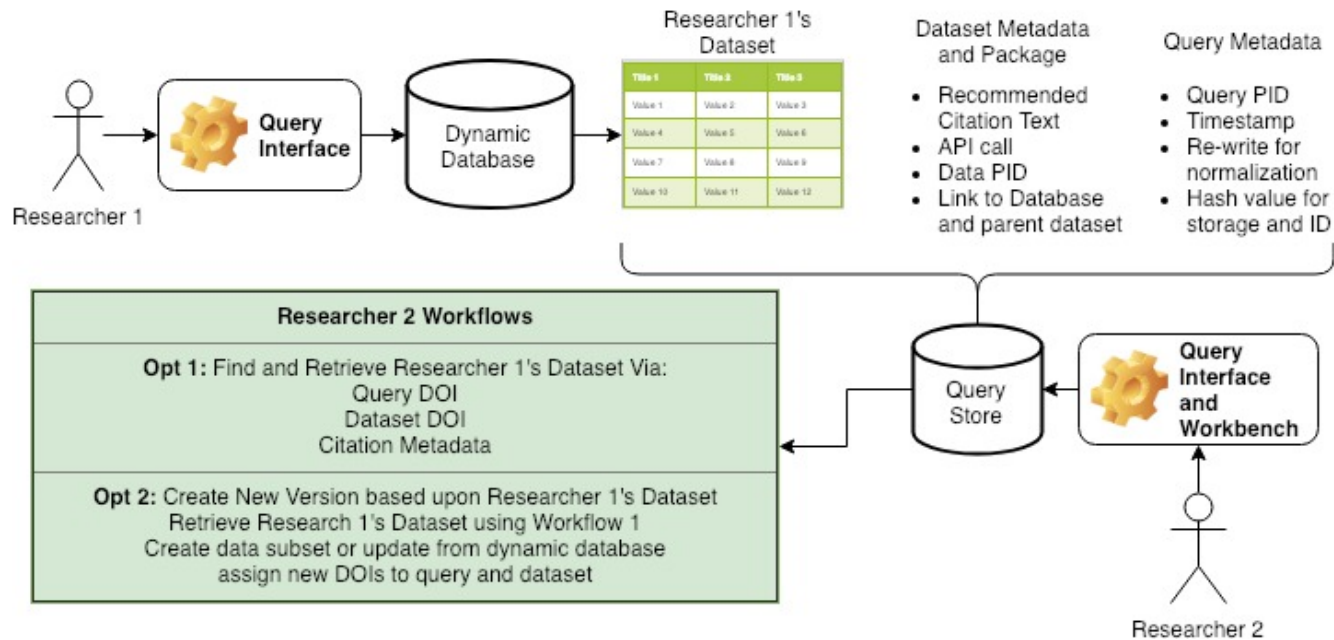 Researcher 1's
Dataset
Dataset Metadata
and Package
Query Metadata
Query
Interface
Dynamic
Database
Title 1 Title 2 Title 3
Value 1 Value 2 Value 3
Value 4 Value 5 Value 6
Value 7 Value 8 Value 9
Value 10 Value 11 Value 12
• Recommended
Citation Text
• API call
• Data PID
• Link to Database
and parent dataset
• Query PID
• Timestamp
• Re-write for
normalization
• Hash value for
storage and ID
Researcher 1
Researcher 2 Workflows
Opt 1: Find and Retrieve Researcher 1's Dataset Via:
Query DOI
Dataset DOI
Citation Metadata
Opt 2: Create New Version based upon Researcher 1's Dataset
Retrieve Research 1's Dataset using Workflow 1
Create data subset or update from dynamic database
assign new DOIs to query and dataset
Query
Store
Query
Interface
and
Workbench
Researcher 2